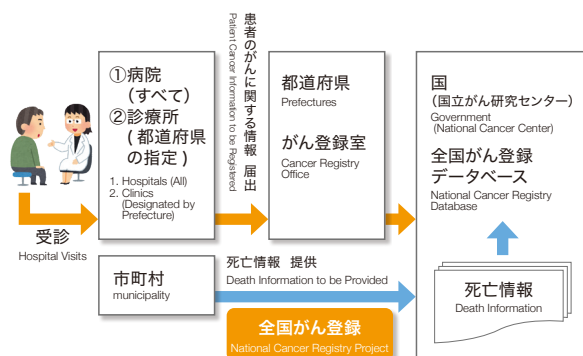 受診
Hospital Visits
①病院
(すべて)
②診療所
(都道府県
の指定)
1. Hospitals (All)
2. Clinics
(Designated by
Prefecture)
患者のがんに関する情報 届出
Patient Cancer Information to be Registered
都道府県
Prefectures
がん登録室
Cancer Registry
Office
国
(国立がん研究センター)
Government
(National Cancer Center)
全国がん登録
データベース
National Cancer Registry
Database
市町村
municipality
死亡情報 提供
Death Information to be Provided
死亡情報
Death Information
全国がん登録
National Cancer Registry Project